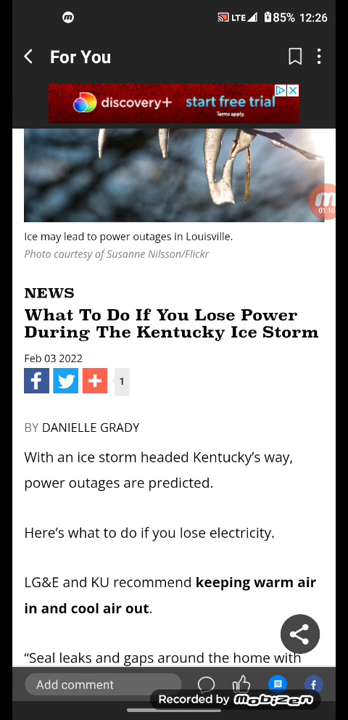 LTE 85% 12:26
For You
discovery+ start free trial
Terms apply.
01:10
Ice may lead to power outages in Louisville.
Photo courtesy of Susanne Nilsson/Flickr
NEWS
What To Do If You Lose Power
During The Kentucky Ice Storm
Feb 03 2022
1
BY DANIELLE GRADY
With an ice storm headed Kentucky’s way,
power outages are predicted.
Here’s what to do if you lose electricity.
LG&E and KU recommend keeping warm air
in and cool air out.
“Seal leaks and gaps around the home with
Add comment
Recorded by Mobizen